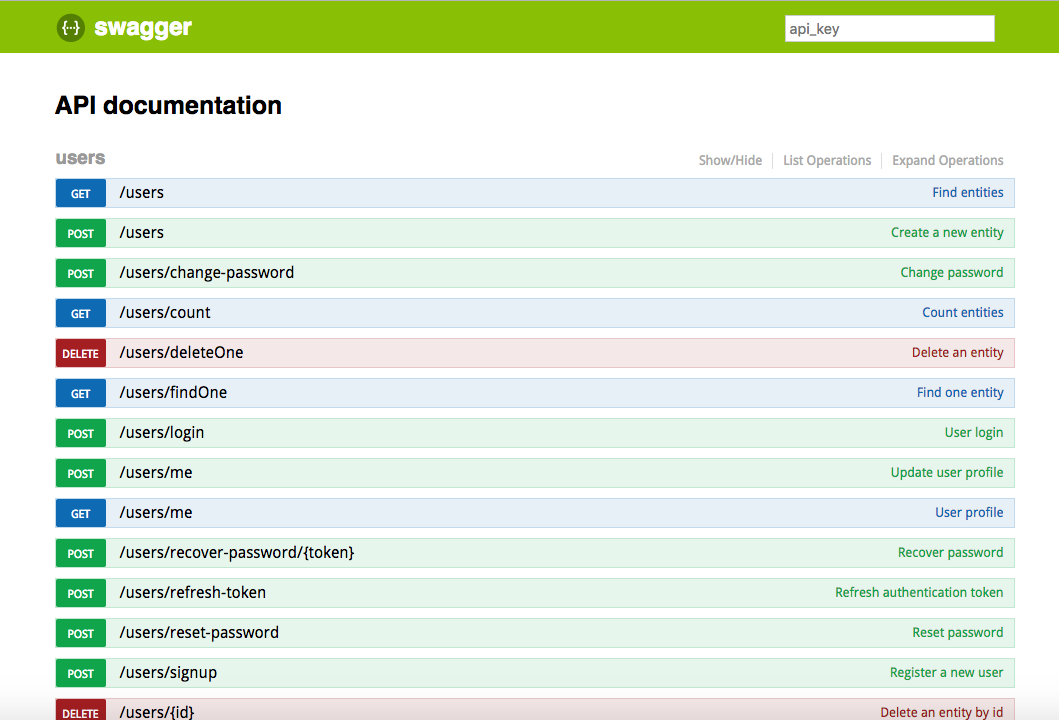 {··} swagger api_key
API documentation
users Show/Hide List Operations Expand Operations
GET /users Find entities
POST /users Create a new entity
POST /users/change-password Change password
GET /users/count Count entities
DELETE /users/deleteOne Delete an entity
GET /users/findOne Find one entity
POST /users/login User login
POST /users/me Update user profile
GET /users/me User profile
POST /users/recover-password/{token} Recover password
POST /users/refresh-token Refresh authentication token
POST /users/reset-password Reset password
POST /users/signup Register a new user
DELETE /users/{id} Delete an entity by id